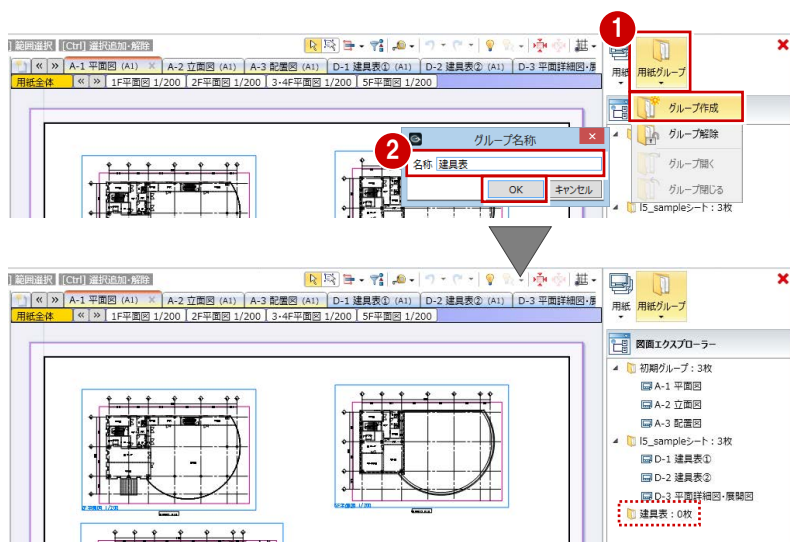 ] 範囲選択 [Ctrl] 選択追加・解除
« » A-1 平面図 (A1) × A-2 立面図 (A1) A-3 配置図 (A1) D-1 建具表① (A1) D-2 建具表② (A1) D-3 平面詳細図・展
用紙全体 « » 1F平面図 1/200 2F平面図 1/200 3-4F平面図 1/200 5F平面図 1/200
1
用紙 用紙グループ
グループ作成
グループ解除
グループ開く
グループ閉じる
l5_sampleシート：3枚
2
グループ名称
名称 建具表
OK キャンセル
] 範囲選択 [Ctrl] 選択追加・解除
« » A-1 平面図 (A1) × A-2 立面図 (A1) A-3 配置図 (A1) D-1 建具表① (A1) D-2 建具表② (A1) D-3 平面詳細図・展
用紙全体 « » 1F平面図 1/200 2F平面図 1/200 3-4F平面図 1/200 5F平面図 1/200
用紙 用紙グループ
図面エクスプローラー
初期グループ：3枚
A-1 平面図
A-2 立面図
A-3 配置図
l5_sampleシート：3枚
D-1 建具表①
D-2 建具表②
D-3 平面詳細図・展開図
建具表：0枚